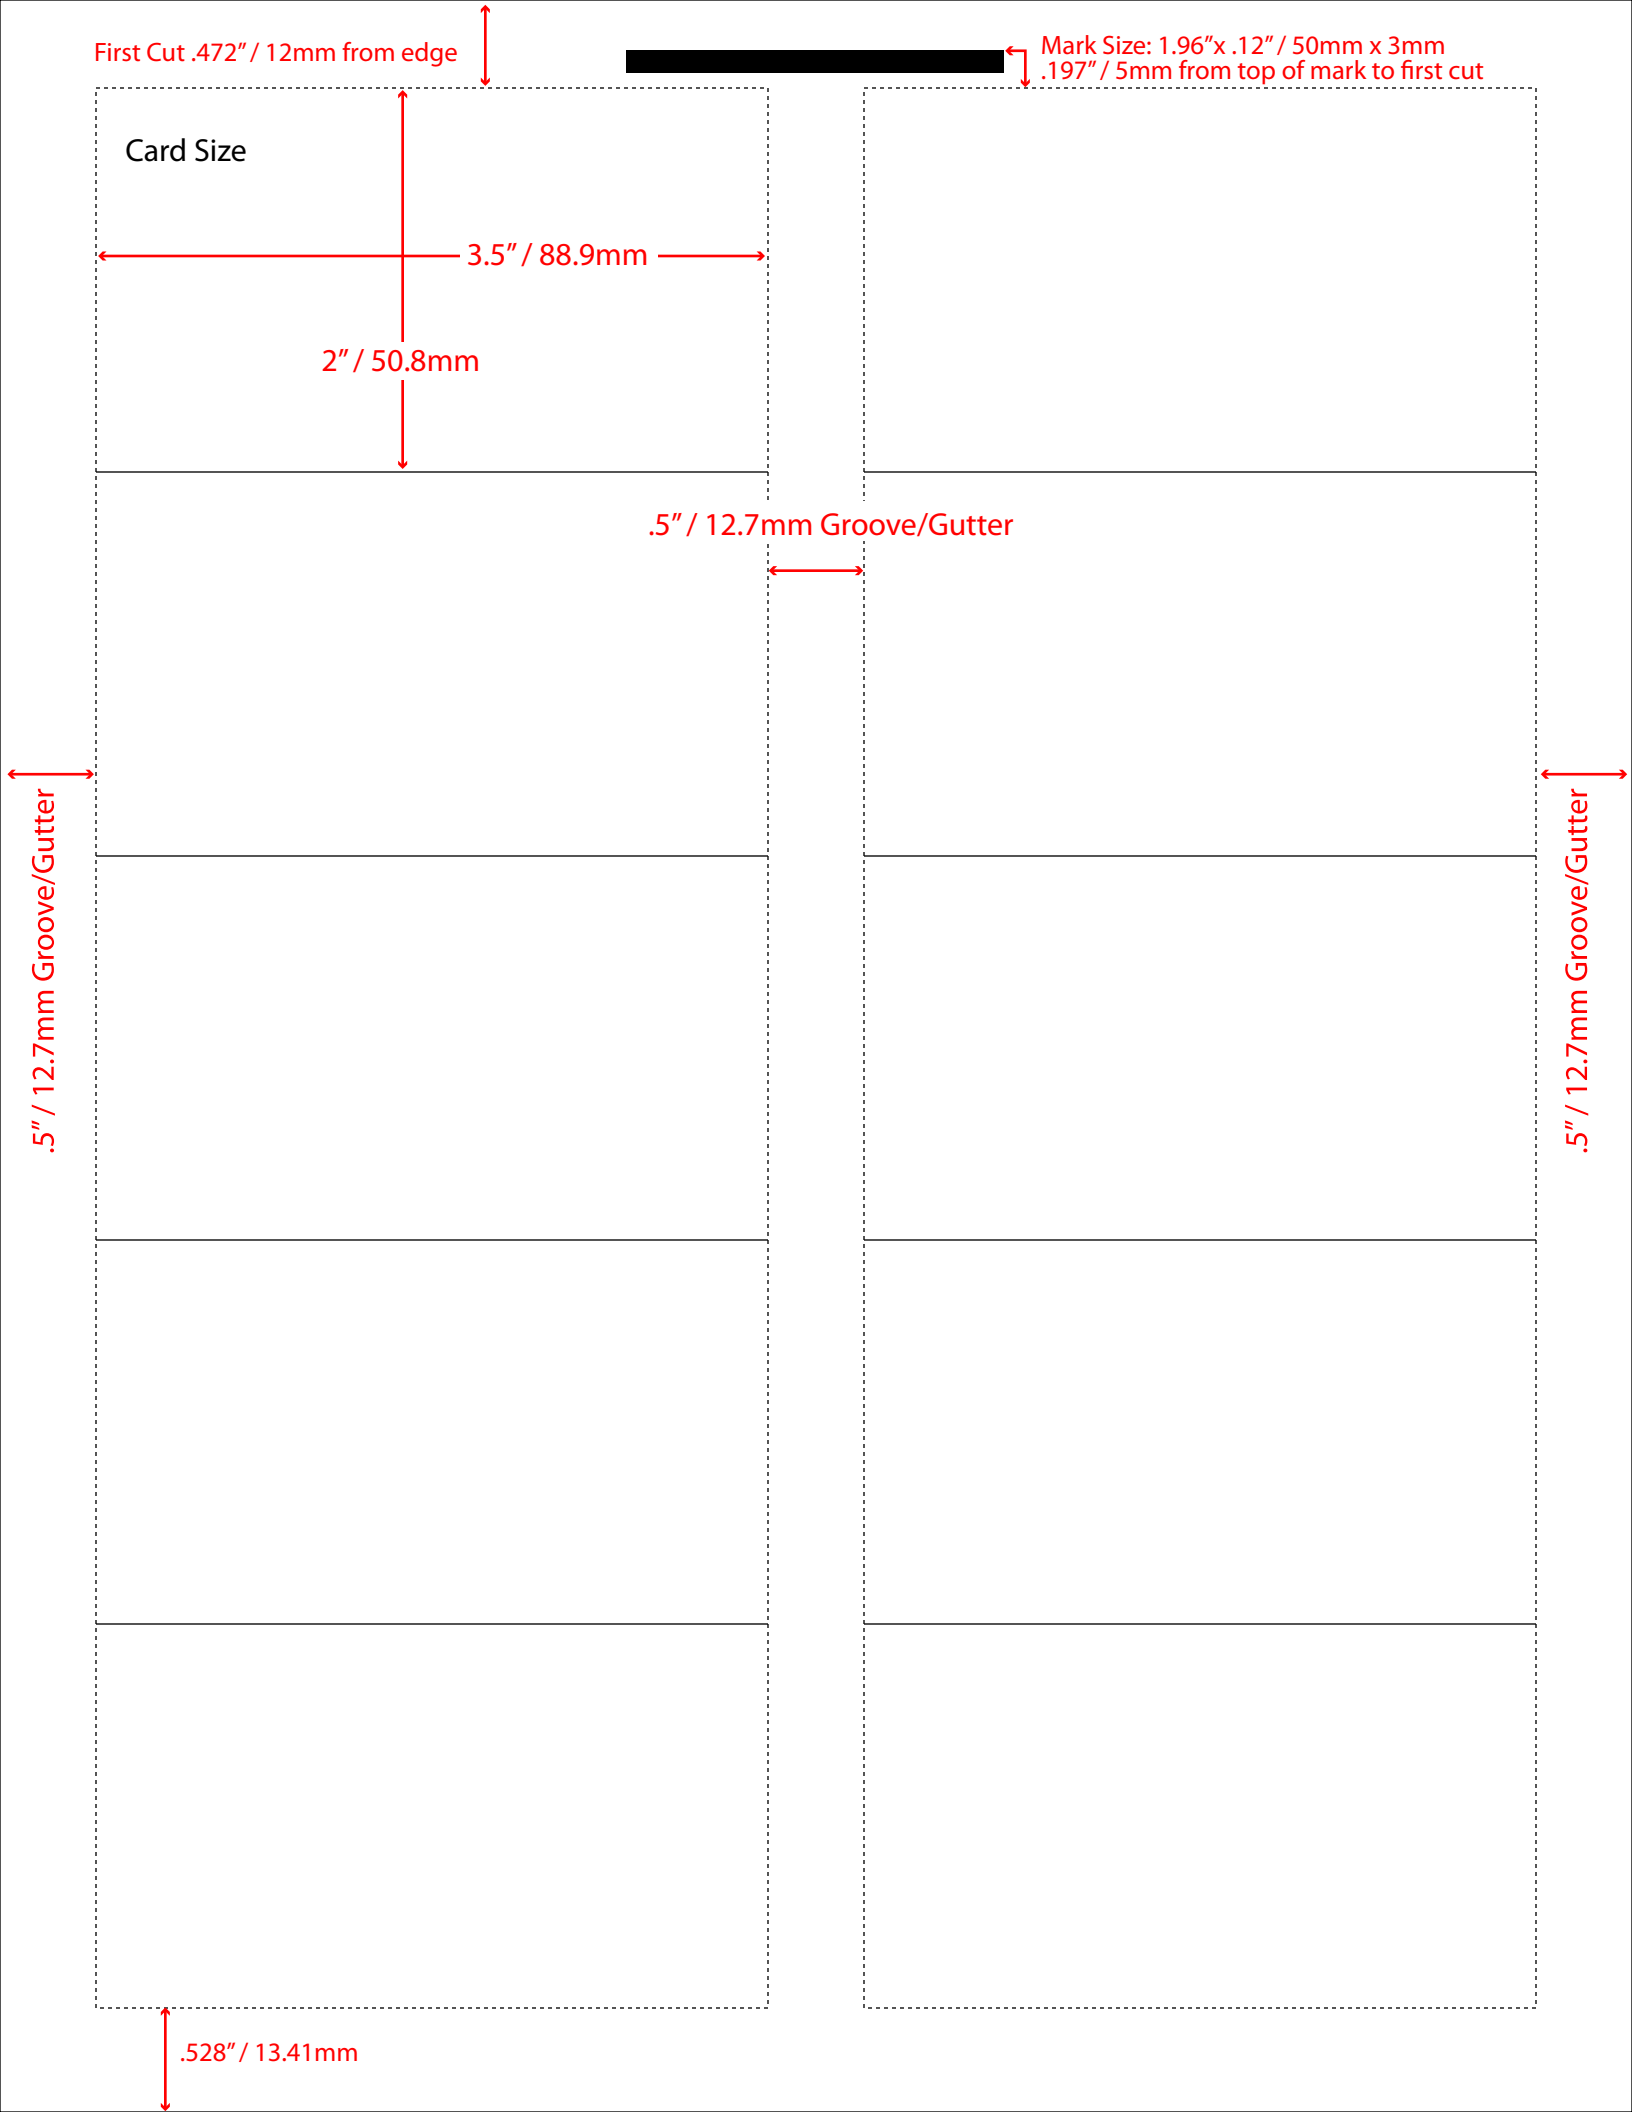 First Cut .472” / 12mm from edge
Mark Size: 1.96”x .12” / 50mm x 3mm
.197” / 5mm from top of mark to first cut
Card Size
3.5” / 88.9mm
2” / 50.8mm
.5” / 12.7mm Groove/Gutter
.5” / 12.7mm Groove/Gutter
.5” / 12.7mm Groove/Gutter
.528” / 13.41mm